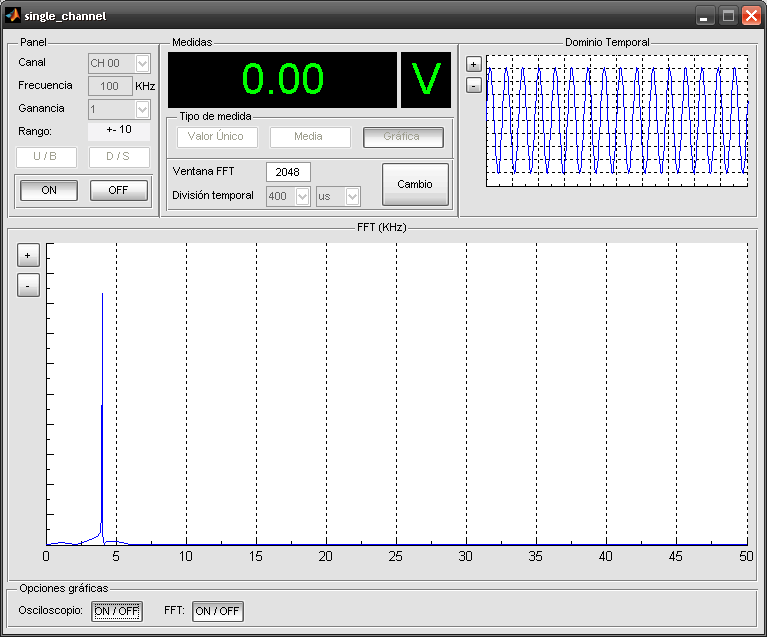 single_channel
Panel
Canal CH 00
Frecuencia 100 KHz
Ganancia 1
Rango: +- 10
U / B D / S
ON OFF
Medidas
0.00 V
Tipo de medida
Valor Único Media Gráfica
Ventana FFT 2048
División temporal 400 us
Cambio
Dominio Temporal
+
-
FFT (KHz)
+
-
0 5 10 15 20 25 30 35 40 45 50
Opciones gráficas
Osciloscopio: ON / OFF FFT: ON / OFF